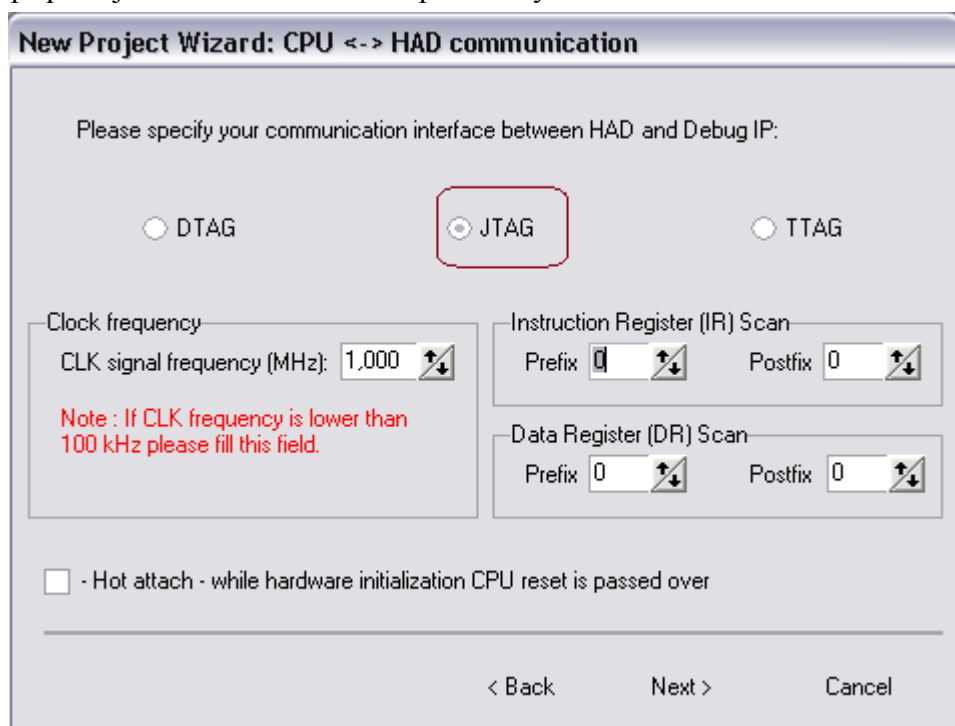 New Project Wizard: CPU <-> HAD communication
Please specify your communication interface between HAD and Debug IP:
DTAG
JTAG
TTAG
Clock frequency
CLK signal frequency (MHz): 1,000
Note : If CLK frequency is lower than
100 kHz please fill this field.
Instruction Register (IR) Scan
Prefix 0 Postfix 0
Data Register (DR) Scan
Prefix 0 Postfix 0
- Hot attach - while hardware initialization CPU reset is passed over
< Back Next > Cancel